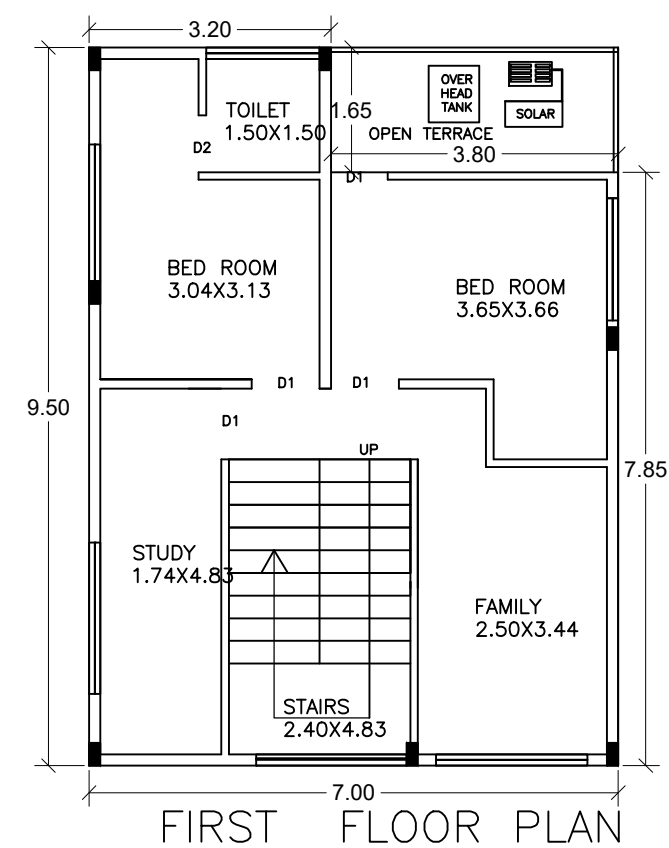 3.20
OVER
HEAD
TANK
SOLAR
TOILET
1.50X1.50
1.65
OPEN TERRACE
D2
3.80
D1
BED ROOM
3.04X3.13
BED ROOM
3.65X3.66
D1
D1
9.50
D1
UP
7.85
STUDY
1.74X4.83
FAMILY
2.50X3.44
STAIRS
2.40X4.83
7.00
FIRST FLOOR PLAN